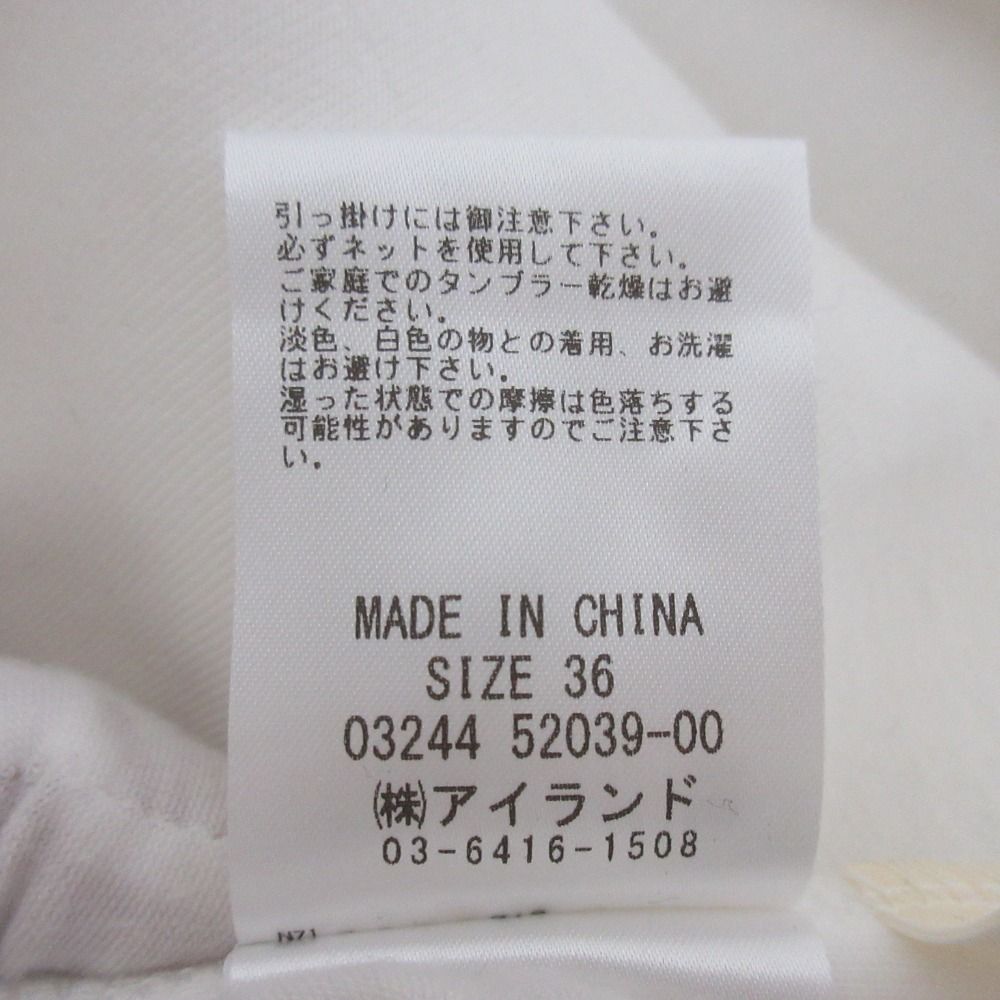 引っ掛けには御注意下さい。
必ずネットを使用して下さい。
ご家庭でのタンブラー乾燥はお避
けください。
淡色、白色の物との着用、お洗濯
はお避け下さい。
湿った状態での摩擦は色落ちする
可能性がありますのでご注意下さ
い。
MADE IN CHINA
SIZE 36
03244 52039-00
㈱アイランド
03-6416-1508
N71